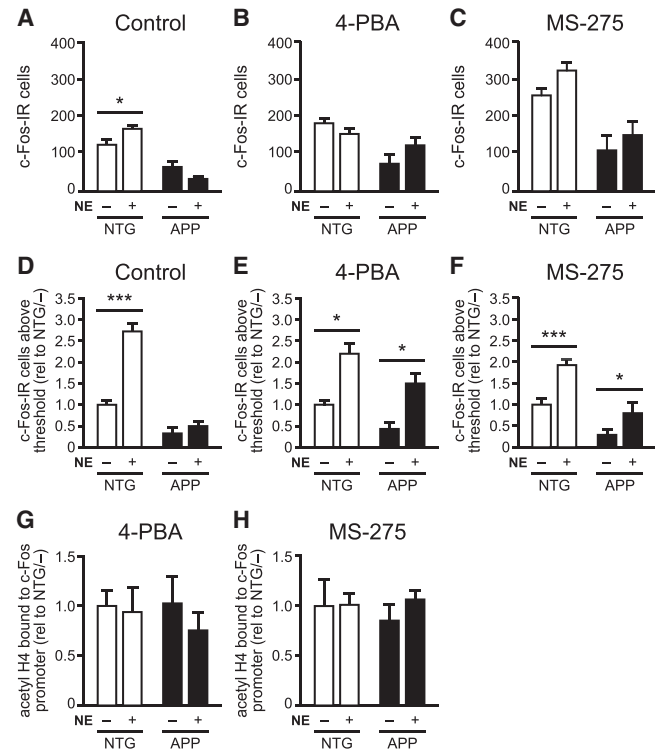 A Control
c-Fos-IR cells
400
300
200
100
0
*
NE – + – +
NTG APP
B 4-PBA
400
300
200
100
0
NE – + – +
NTG APP
C MS-275
c-Fos-IR cells
400
300
200
100
0
NE – + – +
NTG APP
D Control
c-Fos-IR cells above
threshold (rel to NTG/–)
3.5
3.0
2.5
2.0
1.5
1.0
0.5
0
***
NE – + – +
NTG APP
E 4-PBA
c-Fos-IR cells above
threshold (rel to NTG/–)
3.5
3.0
2.5
2.0
1.5
1.0
0.5
0
*
*
NE – + – +
NTG APP
F MS-275
c-Fos-IR cells above
threshold (rel to NTG/–)
3.5
3.0
2.5
2.0
1.5
1.0
0.5
0
***
*
NE – + – +
NTG APP
G 4-PBA
acetyl H4 bound to c-Fos
promoter (rel to NTG/–)
1.5
1.0
0.5
0
NE – + – +
NTG APP
H MS-275
acetyl H4 bound to c-Fos
promoter (rel to NTG/–)
1.5
1.0
0.5
0
NE – + – +
NTG APP